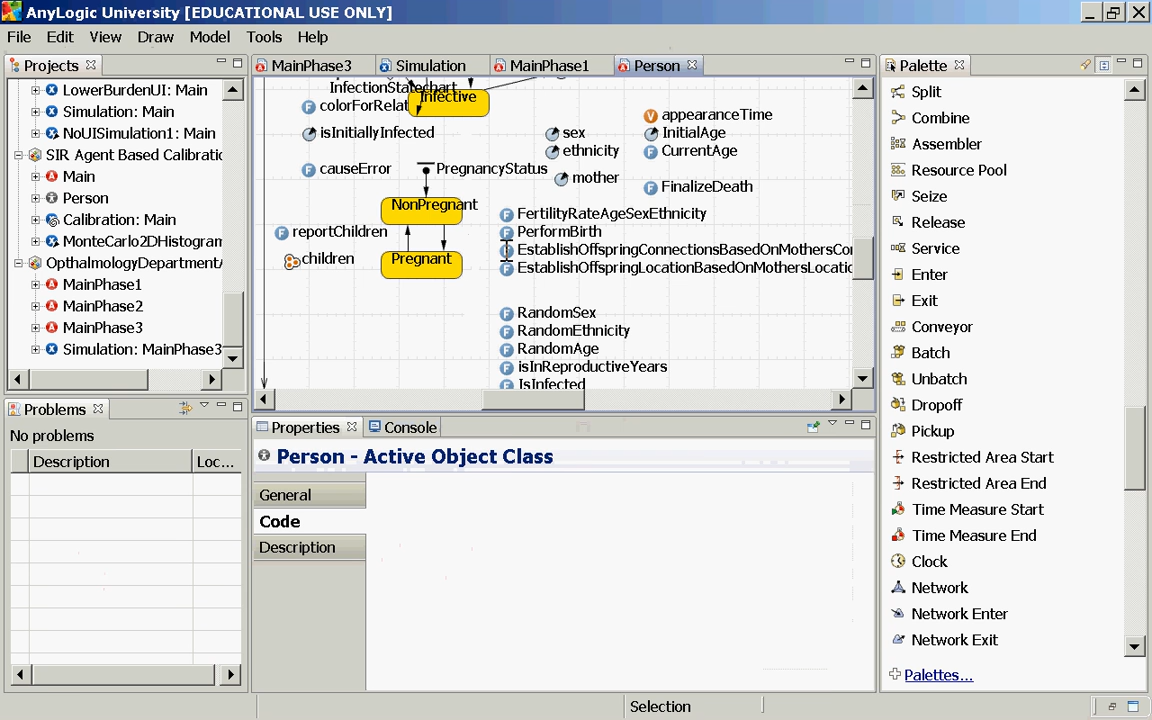 AnyLogic University [EDUCATIONAL USE ONLY]
File Edit View Draw Model Tools Help
Projects
LowerBurdenUI: Main
Simulation: Main
NoUISimulation1: Main
SIR Agent Based Calibratic
Main
Person
Calibration: Main
MonteCarlo2DHistogram
OpthalmologyDepartment
MainPhase1
MainPhase2
MainPhase3
Simulation: MainPhase3
Problems
No problems
Description Loc...
MainPhase3 Simulation MainPhase1 Person
InfectionStatechart
Infective
colorForRelat
isInitiallyInfected
causeError
PregnancyStatus
NonPregnant
reportChildren
Pregnant
children
sex
ethnicity
mother
appearanceTime
InitialAge
CurrentAge
FinalizeDeath
FertilityRateAgeSexEthnicity
PerformBirth
EstablishOffspringConnectionsBasedOnMothersCo
EstablishOffspringLocationBasedOnMothersLocatio
RandomSex
RandomEthnicity
RandomAge
isInReproductiveYears
IsInfected
Properties Console
Person - Active Object Class
General
Code
Description
Palette
Split
Combine
Assembler
Resource Pool
Seize
Release
Service
Enter
Exit
Conveyor
Batch
Unbatch
Dropoff
Pickup
Restricted Area Start
Restricted Area End
Time Measure Start
Time Measure End
Clock
Network
Network Enter
Network Exit
Palettes...
Selection